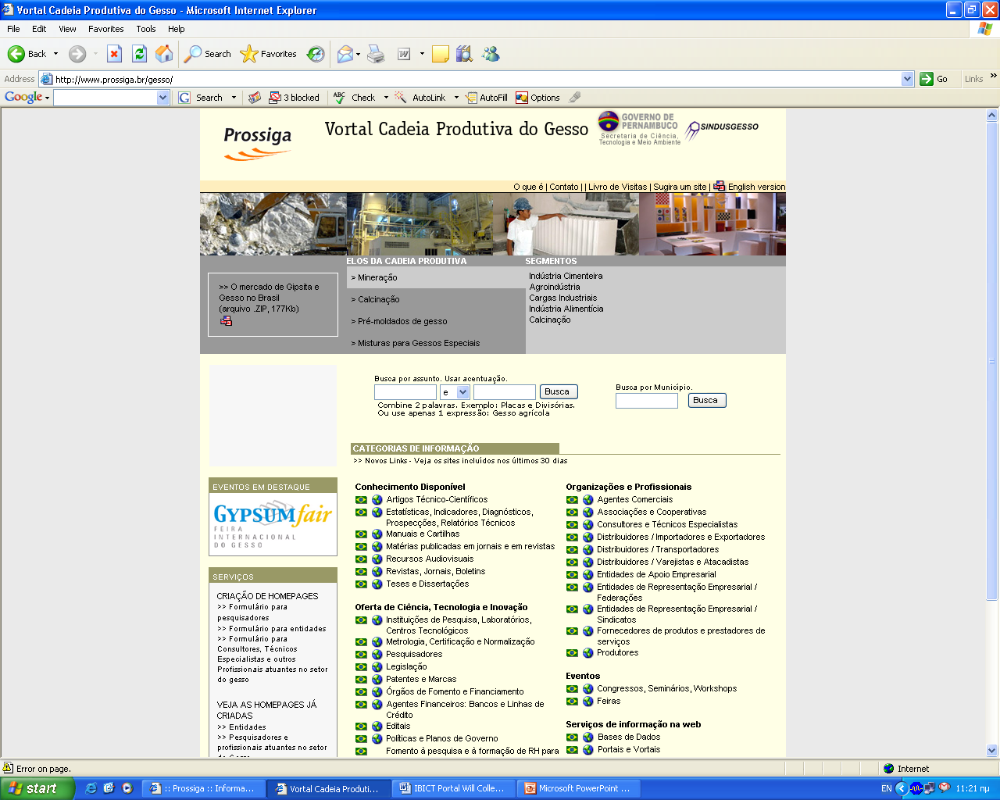 Vortal Cadeia Produtiva do Gesso - Microsoft Internet Explorer
File Edit View Favorites Tools Help
Back Search Favorites
Address http://www.prossiga.br/gesso/ Go Links »
Google Search 3 blocked ABC Check AutoLink AutoFill Options
Prossiga
Vortal Cadeia Produtiva do Gesso
GOVERNO DE
PERNAMBUCO
Secretaria de Ciência,
Tecnologia e Meio Ambiente
SINDUSGESSO
O que é | Contato | | Livro de Visitas | Sugira um site | English version
>> O mercado de Gipsita e
Gesso no Brasil
(arquivo .ZIP, 177Kb)
ELOS DA CADEIA PRODUTIVA
> Mineração
> Calcinação
> Pré-moldados de gesso
> Misturas para Gessos Especiais
SEGMENTOS
Indústria Cimenteira
Agroindústria
Cargas Industriais
Indústria Alimentícia
Calcinação
Busca por assunto. Usar acentuação.
e Busca
Combine 2 palavras. Exemplo: Placas e Divisórias.
Ou use apenas 1 expressão: Gesso agrícola
Busca por Município.
Busca
EVENTOS EM DESTAQUE
GYPSUMfair
FEIRA
INTERNACIONAL
DO GESSO
SERVIÇOS
CRIAÇÃO DE HOMEPAGES
>> Formulário para
pesquisadores
>> Formulário para entidades
>> Formulário para
Consultores, Técnicos
Especialistas e outros
Profissionais atuantes no setor
do gesso
VEJA AS HOMEPAGES JÁ
CRIADAS
>> Entidades
>> Pesquisadores e
profissionais atuantes no setor
do Gesso
CATEGORIAS DE INFORMAÇÃO
>> Novos Links - Veja os sites incluídos nos últimos 30 dias
Conhecimento Disponível
Artigos Técnico-Científicos
Estatísticas, Indicadores, Diagnósticos,
Prospecções, Relatórios Técnicos
Manuais e Cartilhas
Matérias publicadas em jornais e em revistas
Recursos Audiovisuais
Revistas, Jornais, Boletins
Teses e Dissertações
Oferta de Ciência, Tecnologia e Inovação
Instituições de Pesquisa, Laboratórios,
Centros Tecnológicos
Metrologia, Certificação e Normalização
Pesquisadores
Legislação
Patentes e Marcas
Órgãos de Fomento e Financiamento
Agentes Financeiros: Bancos e Linhas de
Crédito
Editais
Políticas e Planos de Governo
Fomento à pesquisa e à formação de RH para
Organizações e Profissionais
Agentes Comerciais
Associações e Cooperativas
Consultores e Técnicos Especialistas
Distribuidores / Importadores e Exportadores
Distribuidores / Transportadores
Distribuidores / Varejistas e Atacadistas
Entidades de Apoio Empresarial
Entidades de Representação Empresarial /
Federações
Entidades de Representação Empresarial /
Sindicatos
Fornecedores de produtos e prestadores de
serviços
Produtores
Eventos
Congressos, Seminários, Workshops
Feiras
Serviços de informação na web
Bases de Dados
Portais e Vortais
Error on page. Internet
start :: Prossiga :: Informa... Vortal Cadeia Produti... IBICT Portal Will Colle... Microsoft PowerPoint ... EN 11:21 πμ